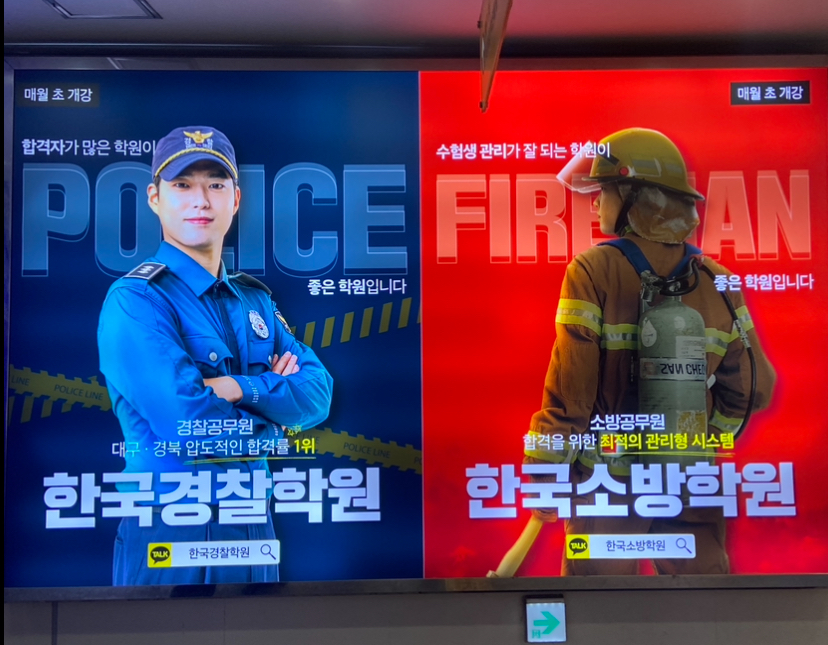 매월 초 개강
합격자가 많은 학원이
POLICE
좋은 학원입니다
POLICE LINE
경찰공무원
대구·경북 압도적인 합격률 1위
한국경찰학원
TALK 한국경찰학원
매월 초 개강
수험생 관리가 잘 되는 학원이
FIREMAN
좋은 학원입니다
SAN CHEO
소방공무원
합격을 위한 최적의 관리형 시스템
한국소방학원
TALK 한국소방학원